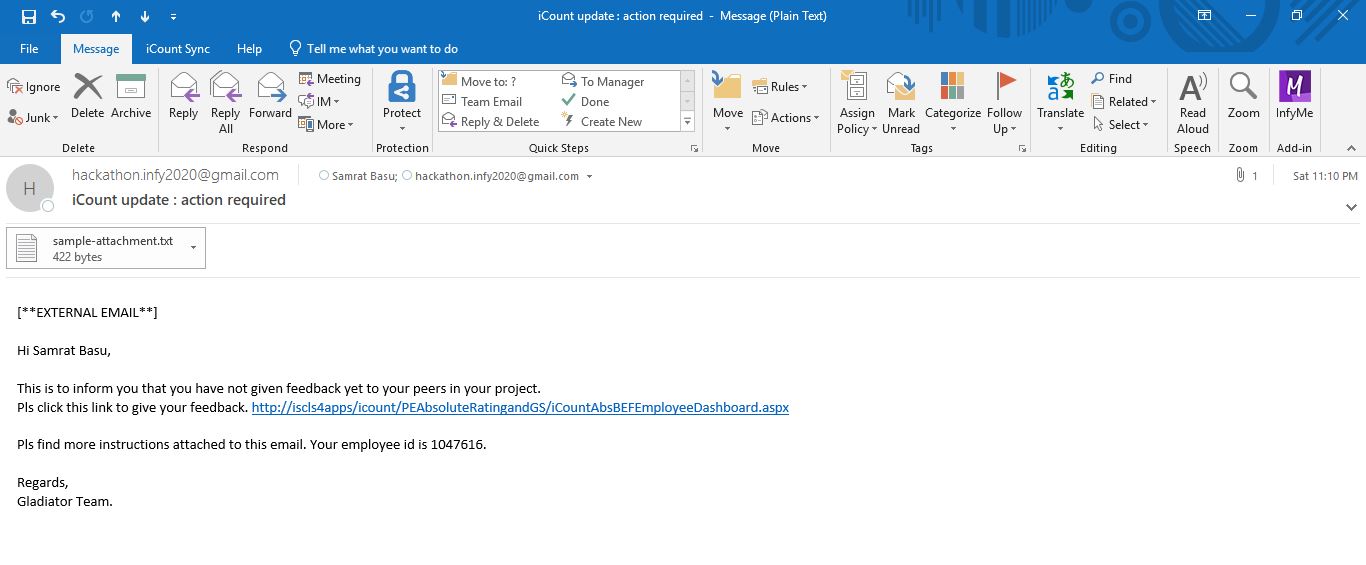 iCount update : action required - Message (Plain Text)
File Message iCount Sync Help Tell me what you want to do
Ignore
Junk
Delete
Archive
Delete
Reply
Reply All
Forward
Meeting
IM
More
Respond
Protect
Protection
Move to: ?
Team Email
Reply & Delete
To Manager
Done
Create New
Quick Steps
Move
Rules
Actions
Move
Assign Policy
Mark Unread
Categorize
Follow Up
Tags
Translate
Find
Related
Select
Editing
Read Aloud
Speech
Zoom
Zoom
InfyMe
Add-in
H
hackathon.infy2020@gmail.com
Samrat Basu; hackathon.infy2020@gmail.com
1
Sat 11:10 PM
iCount update : action required
sample-attachment.txt
422 bytes
[**EXTERNAL EMAIL**]
Hi Samrat Basu,
This is to inform you that you have not given feedback yet to your peers in your project.
Pls click this link to give your feedback. http://iscls4apps/icount/PEAbsoluteRatingandGS/iCountAbsBEFEmployeeDashboard.aspx
Pls find more instructions attached to this email. Your employee id is 1047616.
Regards,
Gladiator Team.